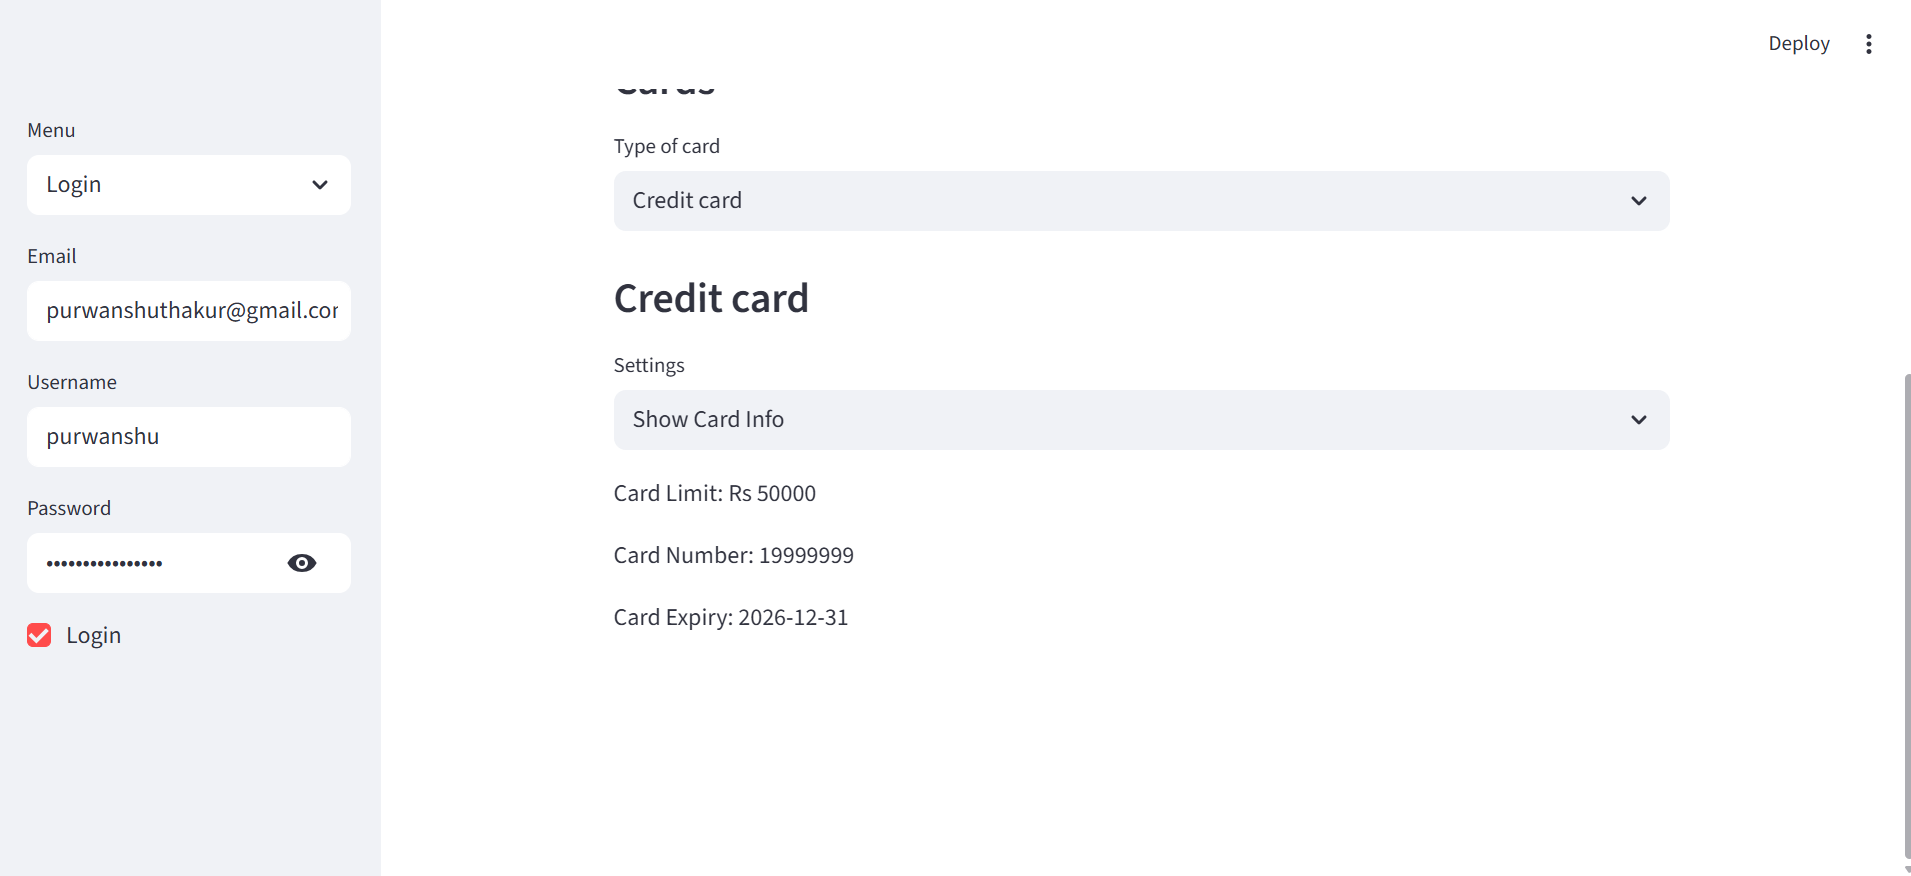 Deploy
Menu
Login
Email
purwanshuthakur@gmail.cor
Username
purwanshu
Password
••••••••••••••••
Login
Cards
Type of card
Credit card
Credit card
Settings
Show Card Info
Card Limit: Rs 50000
Card Number: 19999999
Card Expiry: 2026-12-31